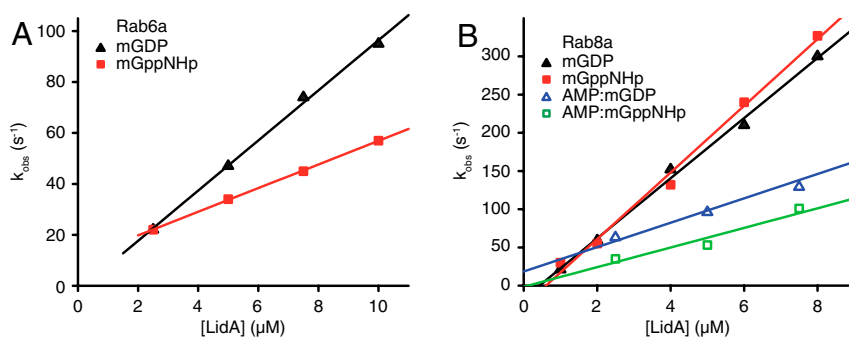 A
Rab6a
mGDP
mGppNHp
k_obs (s⁻¹)
100
80
60
40
20
0
0 2 4 6 8 10
[LidA] (µM)
B
Rab8a
mGDP
mGppNHp
AMP:mGDP
AMP:mGppNHp
k_obs (s⁻¹)
300
250
200
150
100
50
0
0 2 4 6 8
[LidA] (µM)